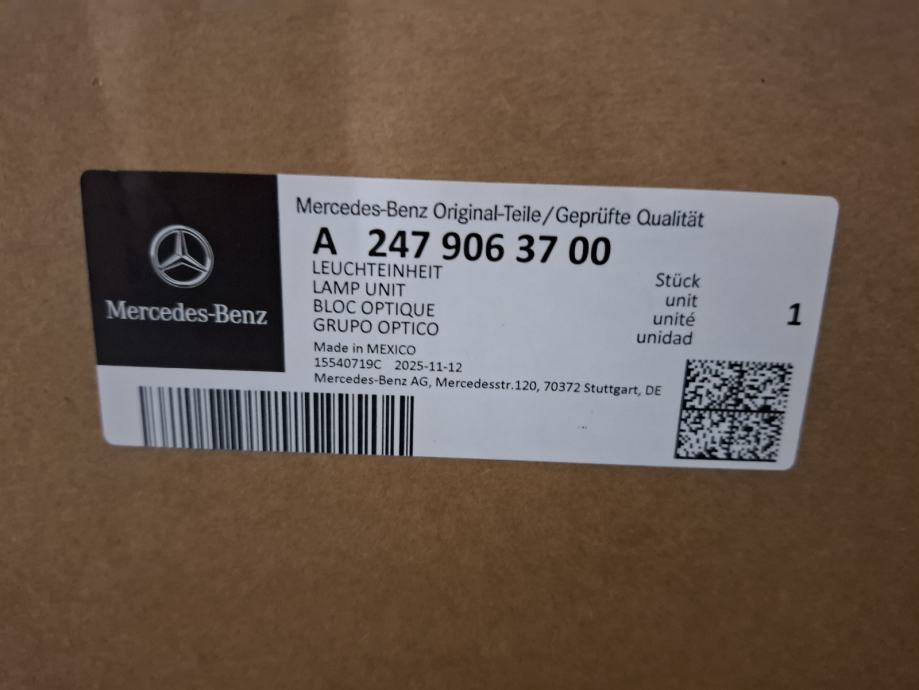 Mercedes-Benz
Mercedes-Benz Original-Teile/Geprüfte Qualität
A 247 906 37 00
LEUCHTEINHEIT
LAMP UNIT
BLOC OPTIQUE
GRUPO OPTICO
Stück
unit
unité
unidad
1
Made in MEXICO
15540719C 2025-11-12
Mercedes-Benz AG, Mercedesstr.120, 70372 Stuttgart, DE